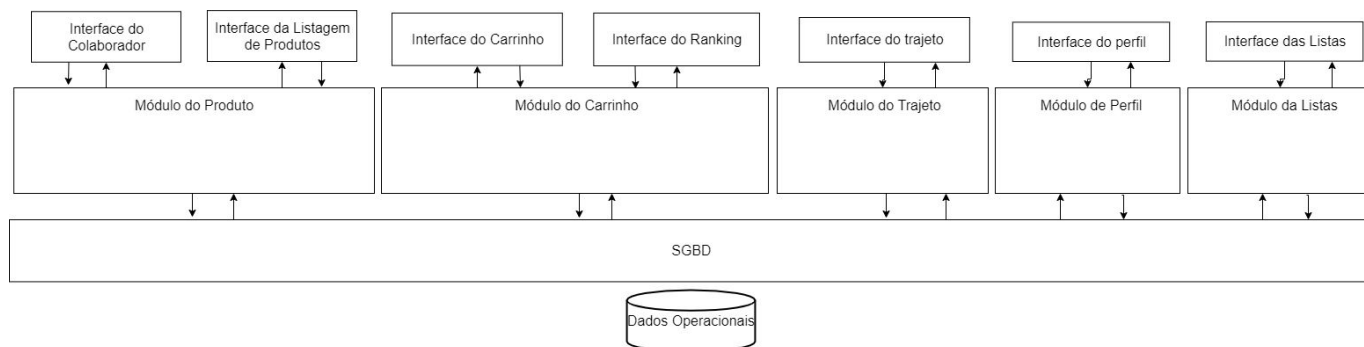 Interface do
Colaborador
Interface da Listagem
de Produtos
Interface do Carrinho
Interface do Ranking
Interface do trajeto
Interface do perfil
Interface das Listas
Módulo do Produto
Módulo do Carrinho
Módulo do Trajeto
Módulo de Perfil
Módulo da Listas
SGBD
Dados Operacionais